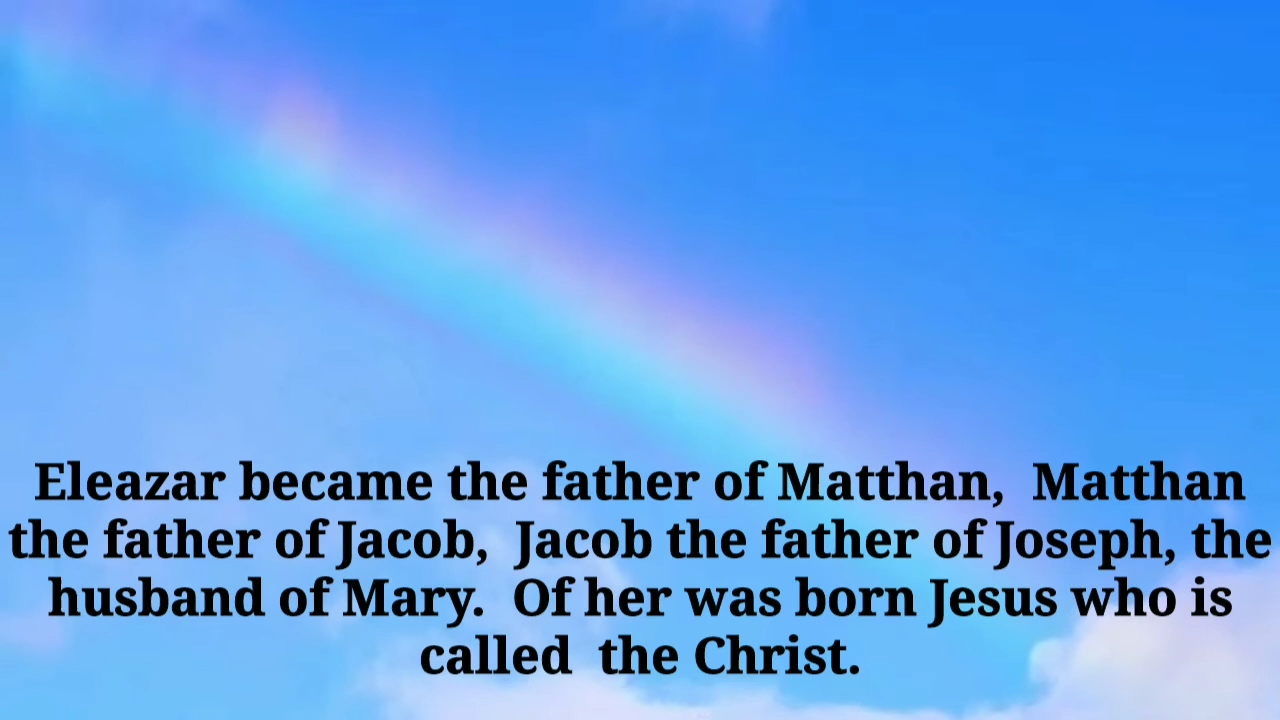 Eleazar became the father of Matthan,  Matthan
the father of Jacob,  Jacob the father of Joseph, the
husband of Mary.  Of her was born Jesus who is
called  the Christ.